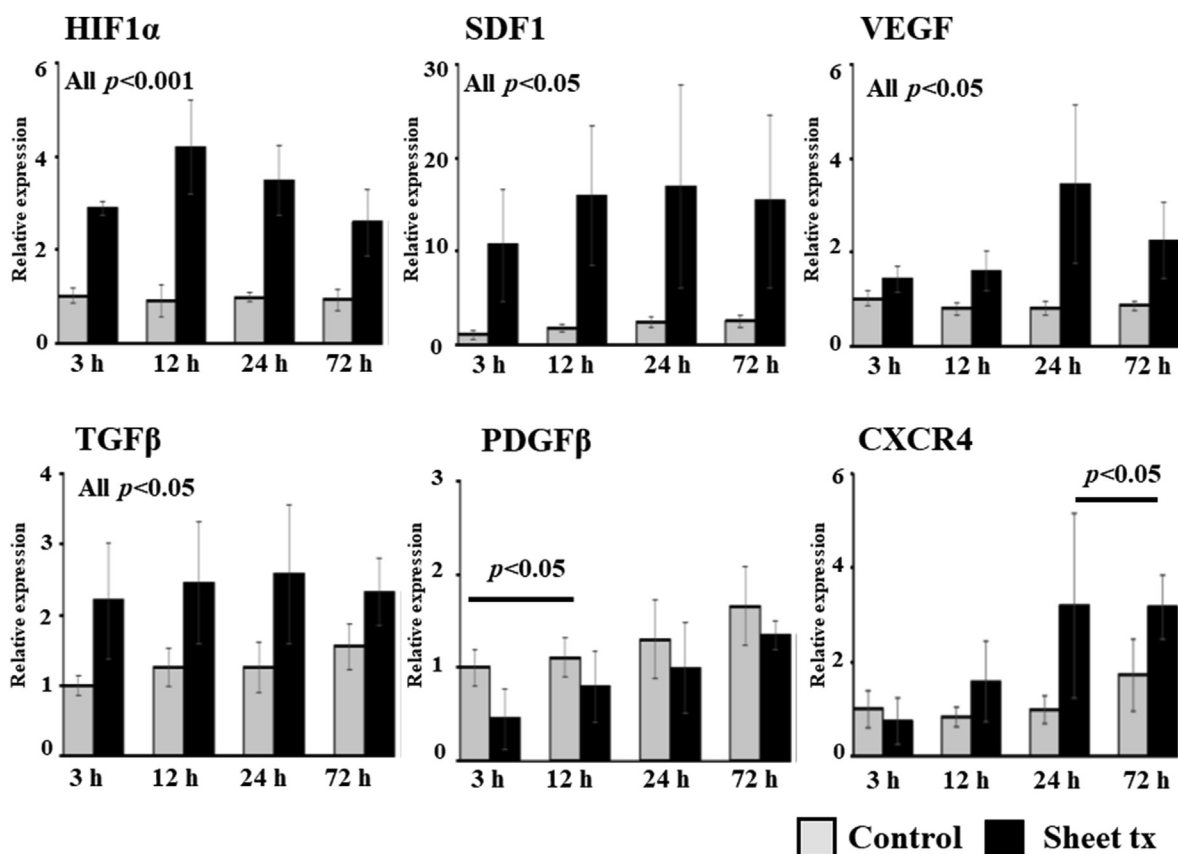 HIF1α
All p<0.001
Relative expression
6
4
2
0
3 h 12 h 24 h 72 h
SDF1
All p<0.05
Relative expression
30
20
10
0
3 h 12 h 24 h 72 h
VEGF
All p<0.05
Relative expression
6
4
2
0
3 h 12 h 24 h 72 h
TGFβ
All p<0.05
Relative expression
4
3
2
1
0
3 h 12 h 24 h 72 h
PDGFβ
p<0.05
Relative expression
3
2
1
0
3 h 12 h 24 h 72 h
CXCR4
p<0.05
Relative expression
6
4
2
0
3 h 12 h 24 h 72 h
Control Sheet tx